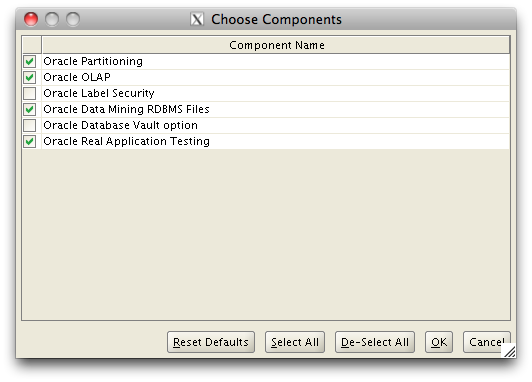 Choose Components
Component Name
Oracle Partitioning
Oracle OLAP
Oracle Label Security
Oracle Data Mining RDBMS Files
Oracle Database Vault option
Oracle Real Application Testing
Reset Defaults Select All De-Select All OK Cancel